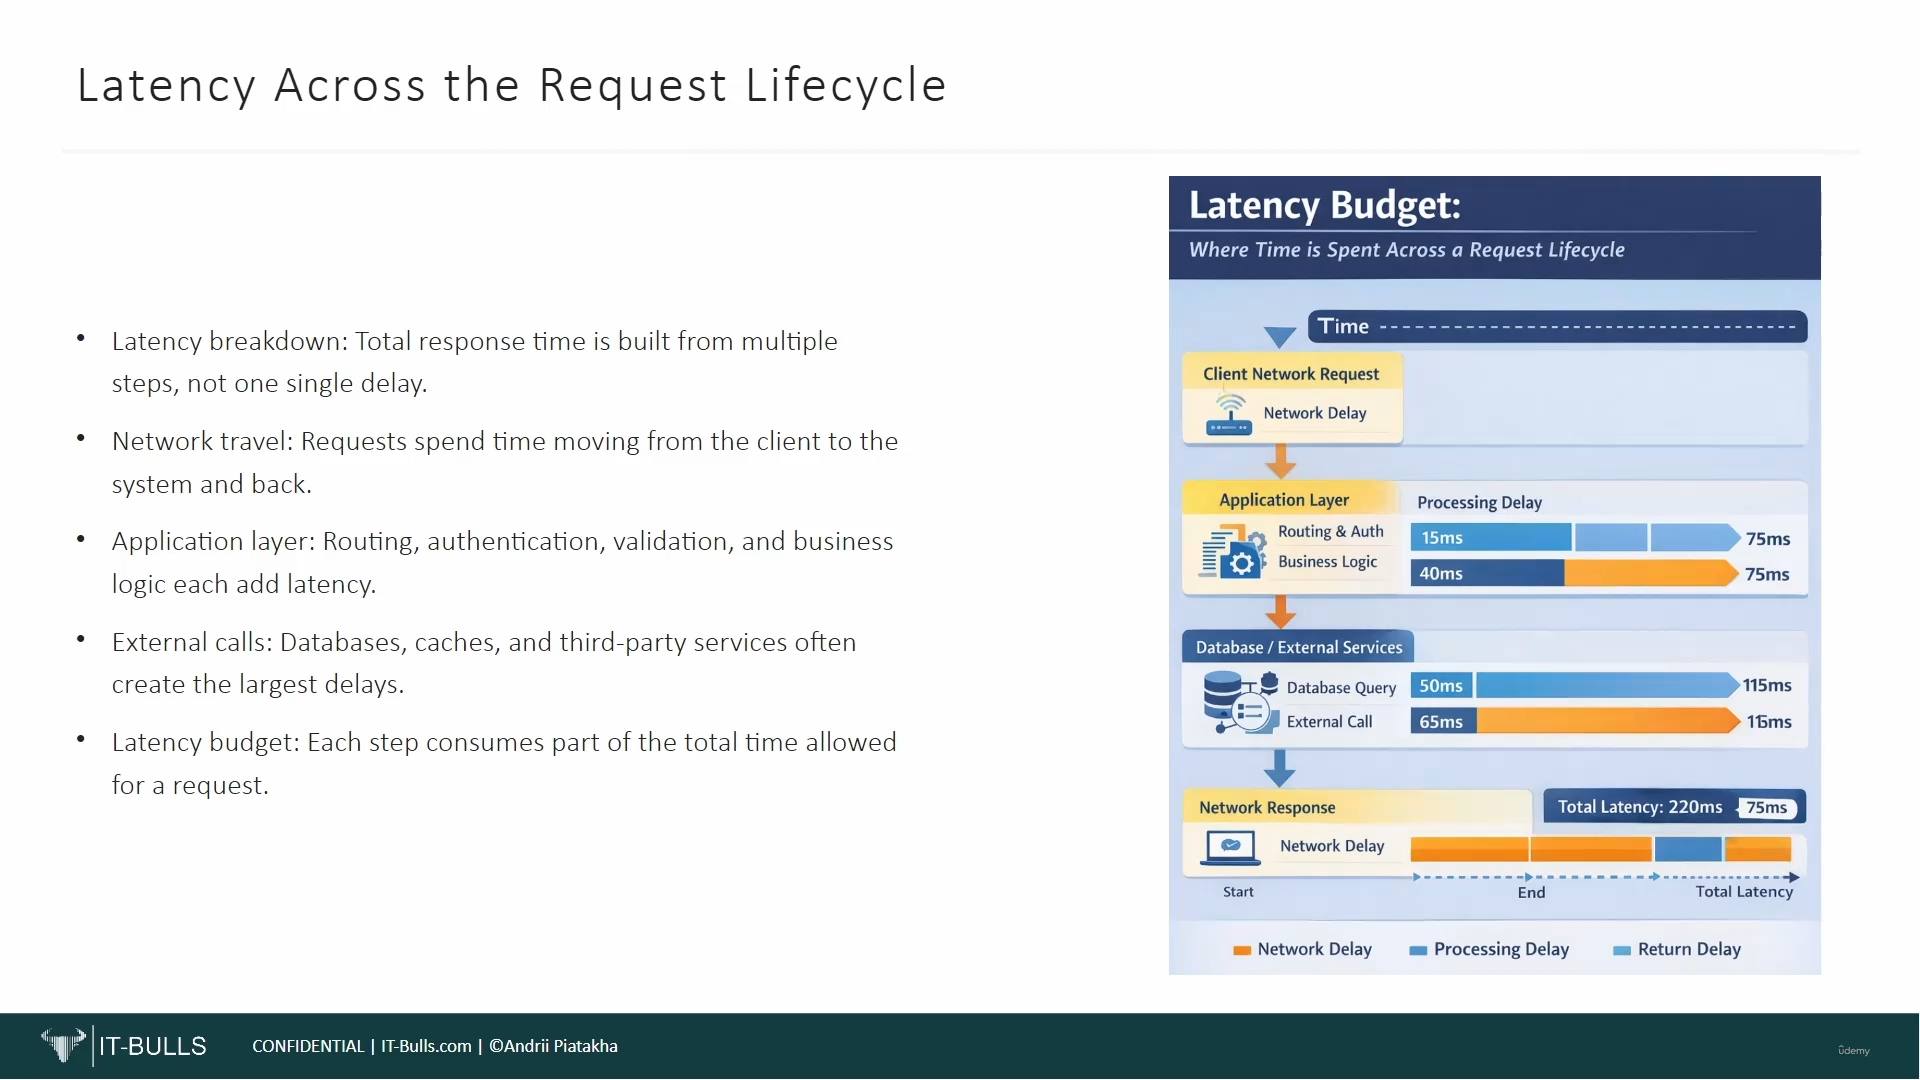 Latency Across the Request Lifecycle
• Latency breakdown: Total response time is built from multiple
steps, not one single delay.
• Network travel: Requests spend time moving from the client to the
system and back.
• Application layer: Routing, authentication, validation, and business
logic each add latency.
• External calls: Databases, caches, and third-party services often
create the largest delays.
• Latency budget: Each step consumes part of the total time allowed
for a request.
Latency Budget:
Where Time is Spent Across a Request Lifecycle
Time
Client Network Request
Network Delay
Application Layer
Processing Delay
Routing & Auth
15ms
75ms
Business Logic
40ms
75ms
Database / External Services
Database Query
50ms
115ms
External Call
65ms
115ms
Network Response
Total Latency: 220ms
75ms
Network Delay
Start
End
Total Latency
Network Delay
Processing Delay
Return Delay
IT-BULLS
CONFIDENTIAL | IT-Bulls.com | ©Andrii Piatakha
ûdemy